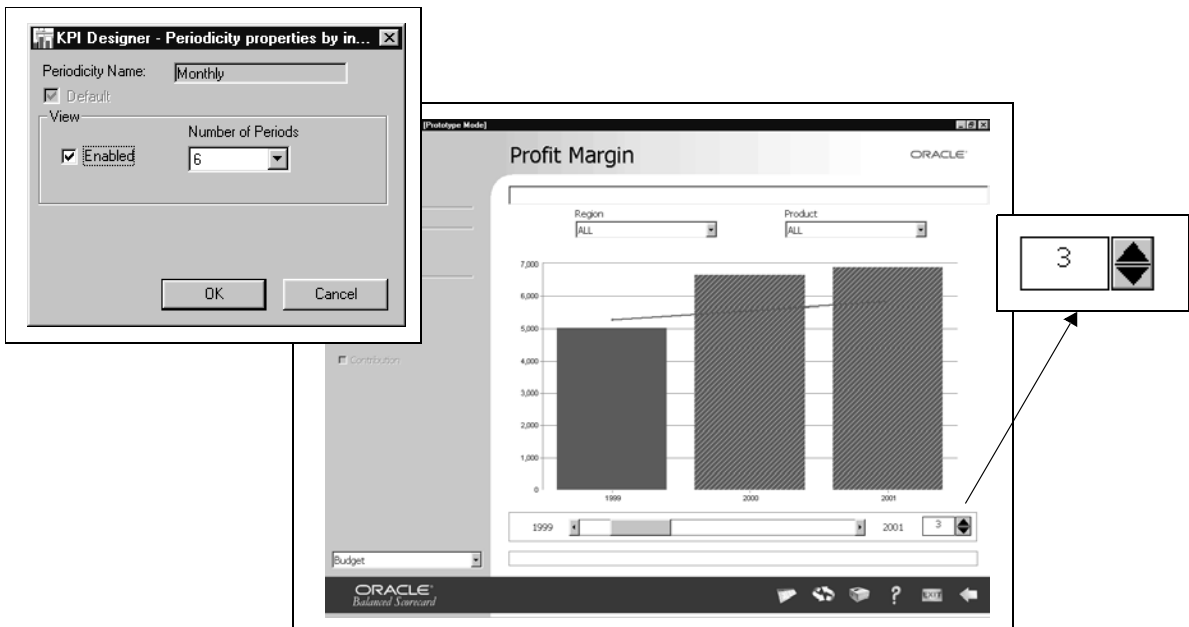 KPI Designer - Periodicity properties by in...
Periodicity Name: Monthly
Default
View
Number of Periods
Enabled
6
OK Cancel
[Prototype Mode]
Profit Margin
ORACLE
Region Product
ALL ALL
7,000
6,000
5,000
4,000
3,000
2,000
1,000
0
1999 2000 2001
Contribution
1999 2001 3
Budget
ORACLE
Balanced Scorecard
?
EXIT
3